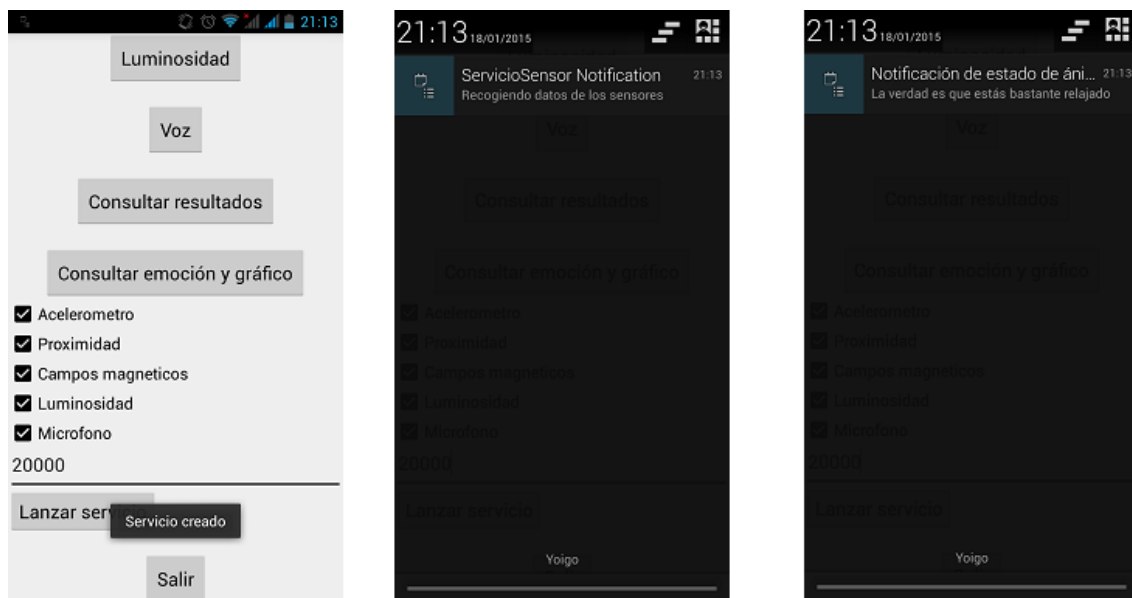 21:13
Luminosidad
Voz
Consultar resultados
Consultar emoción y gráfico
Acelerometro
Proximidad
Campos magneticos
Luminosidad
Microfono
20000
Lanzar servicio
Servicio creado
Salir
21:13 18/01/2015
ServicioSensor Notification 21:13
Recogiendo datos de los sensores
Voz
Consultar resultados
Consultar emoción y gráfico
Acelerometro
Proximidad
Campos magneticos
Luminosidad
Microfono
20000
Lanzar servicio
Yoigo
21:13 18/01/2015
Notificación de estado de áni... 21:13
La verdad es que estás bastante relajado
Voz
Consultar resultados
Consultar emoción y gráfico
Acelerometro
Proximidad
Campos magneticos
Luminosidad
Microfono
20000
Lanzar servicio
Yoigo